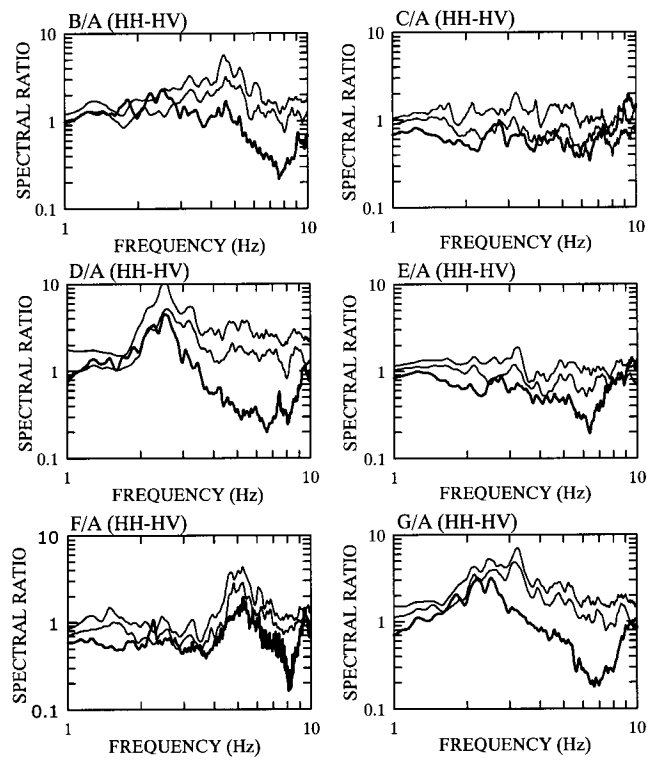 B/A (HH-HV)
C/A (HH-HV)
10
1
0.1
SPECTRAL RATIO
1
10
FREQUENCY (Hz)
10
1
0.1
SPECTRAL RATIO
1
10
FREQUENCY (Hz)
D/A (HH-HV)
E/A (HH-HV)
10
1
0.1
SPECTRAL RATIO
1
10
FREQUENCY (Hz)
10
1
0.1
SPECTRAL RATIO
1
10
FREQUENCY (Hz)
F/A (HH-HV)
G/A (HH-HV)
10
1
0.1
SPECTRAL RATIO
1
10
FREQUENCY (Hz)
10
1
0.1
SPECTRAL RATIO
1
10
FREQUENCY (Hz)